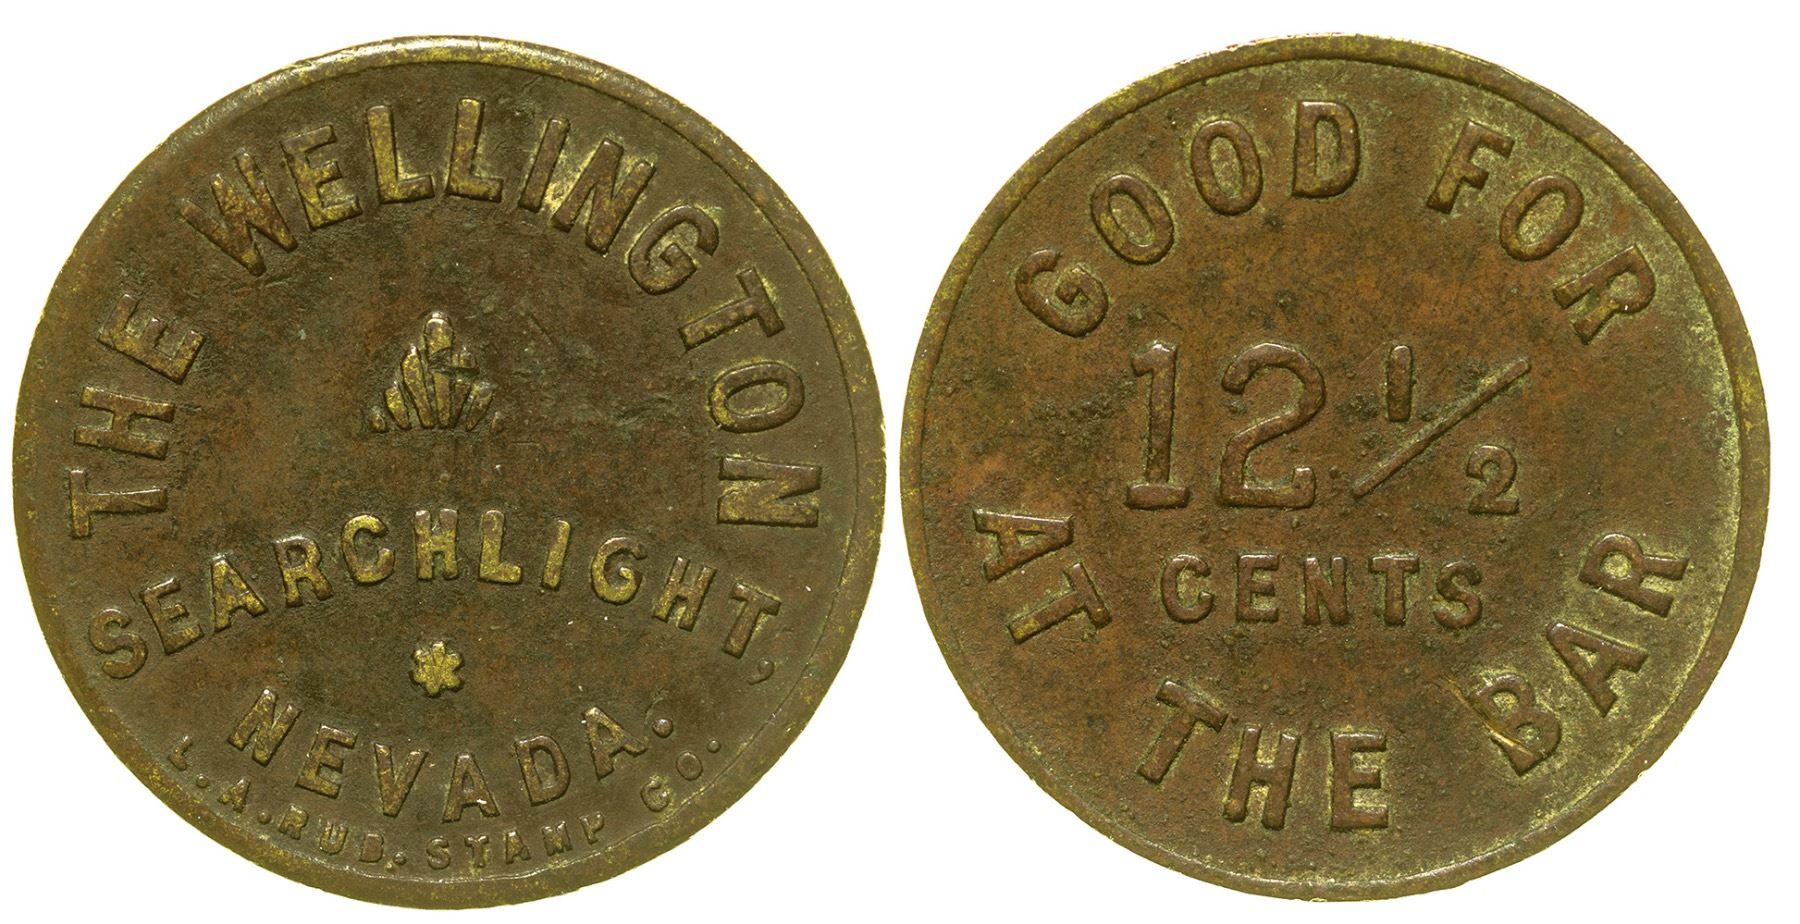 THE WELLINGTON
SEARCHLIGHT,
NEVADA.
L.A. RUB. STAMP CO.
GOOD FOR
12 1/2
CENTS
AT THE BAR